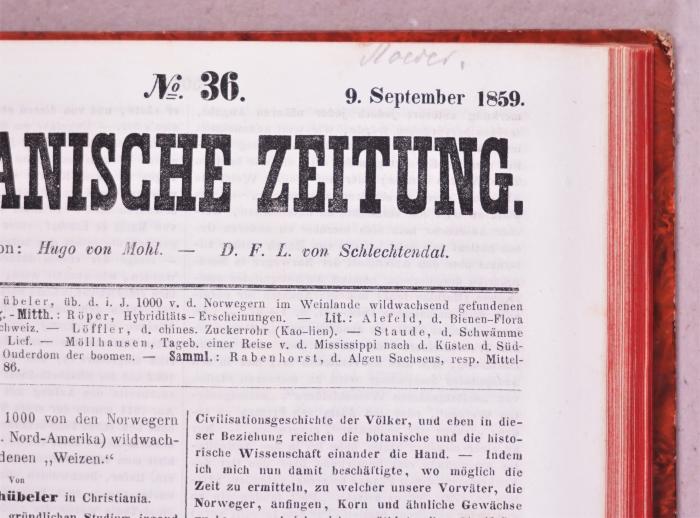 No. 36.
9. September 1859.
ANISCHE ZEITUNG.
on: Hugo von Mohl. — D. F. L. von Schlechtendal.
übeler, üb. d. i. J. 1000 v. d. Norwegern im Weinlande wildwachsend gefundenen
g.-Mitth.: Röper, Hybriditäts-Erscheinungen. — Lit.: Alefeld, d. Bienen-Flora
chweiz. — Löffler, d. chines. Zuckerrohr (Kao-lien). — Staude, d. Schwämme
Lief. — Möllhausen, Tageb. einer Reise v. d. Mississippi nach d. Küsten d. Süd-
Ouderdom der boomen. — Samml.: Rabenhorst, d. Algen Sachsens, resp. Mittel-
86.
1000 von den Norwegern
. Nord-Amerika) wildwach-
denen „Weizen.“
Von
hübeler in Christiania.
gründlichen Studium irgend
Civilisationsgeschichte der Völker, und eben in die-
ser Beziehung reichen die botanische und die histo-
rische Wissenschaft einander die Hand. — Indem
ich mich nun damit beschäftigte, wo möglich die
Zeit zu ermitteln, zu welcher unsere Vorväter, die
Norweger, anfingen, Korn und ähnliche Gewächse